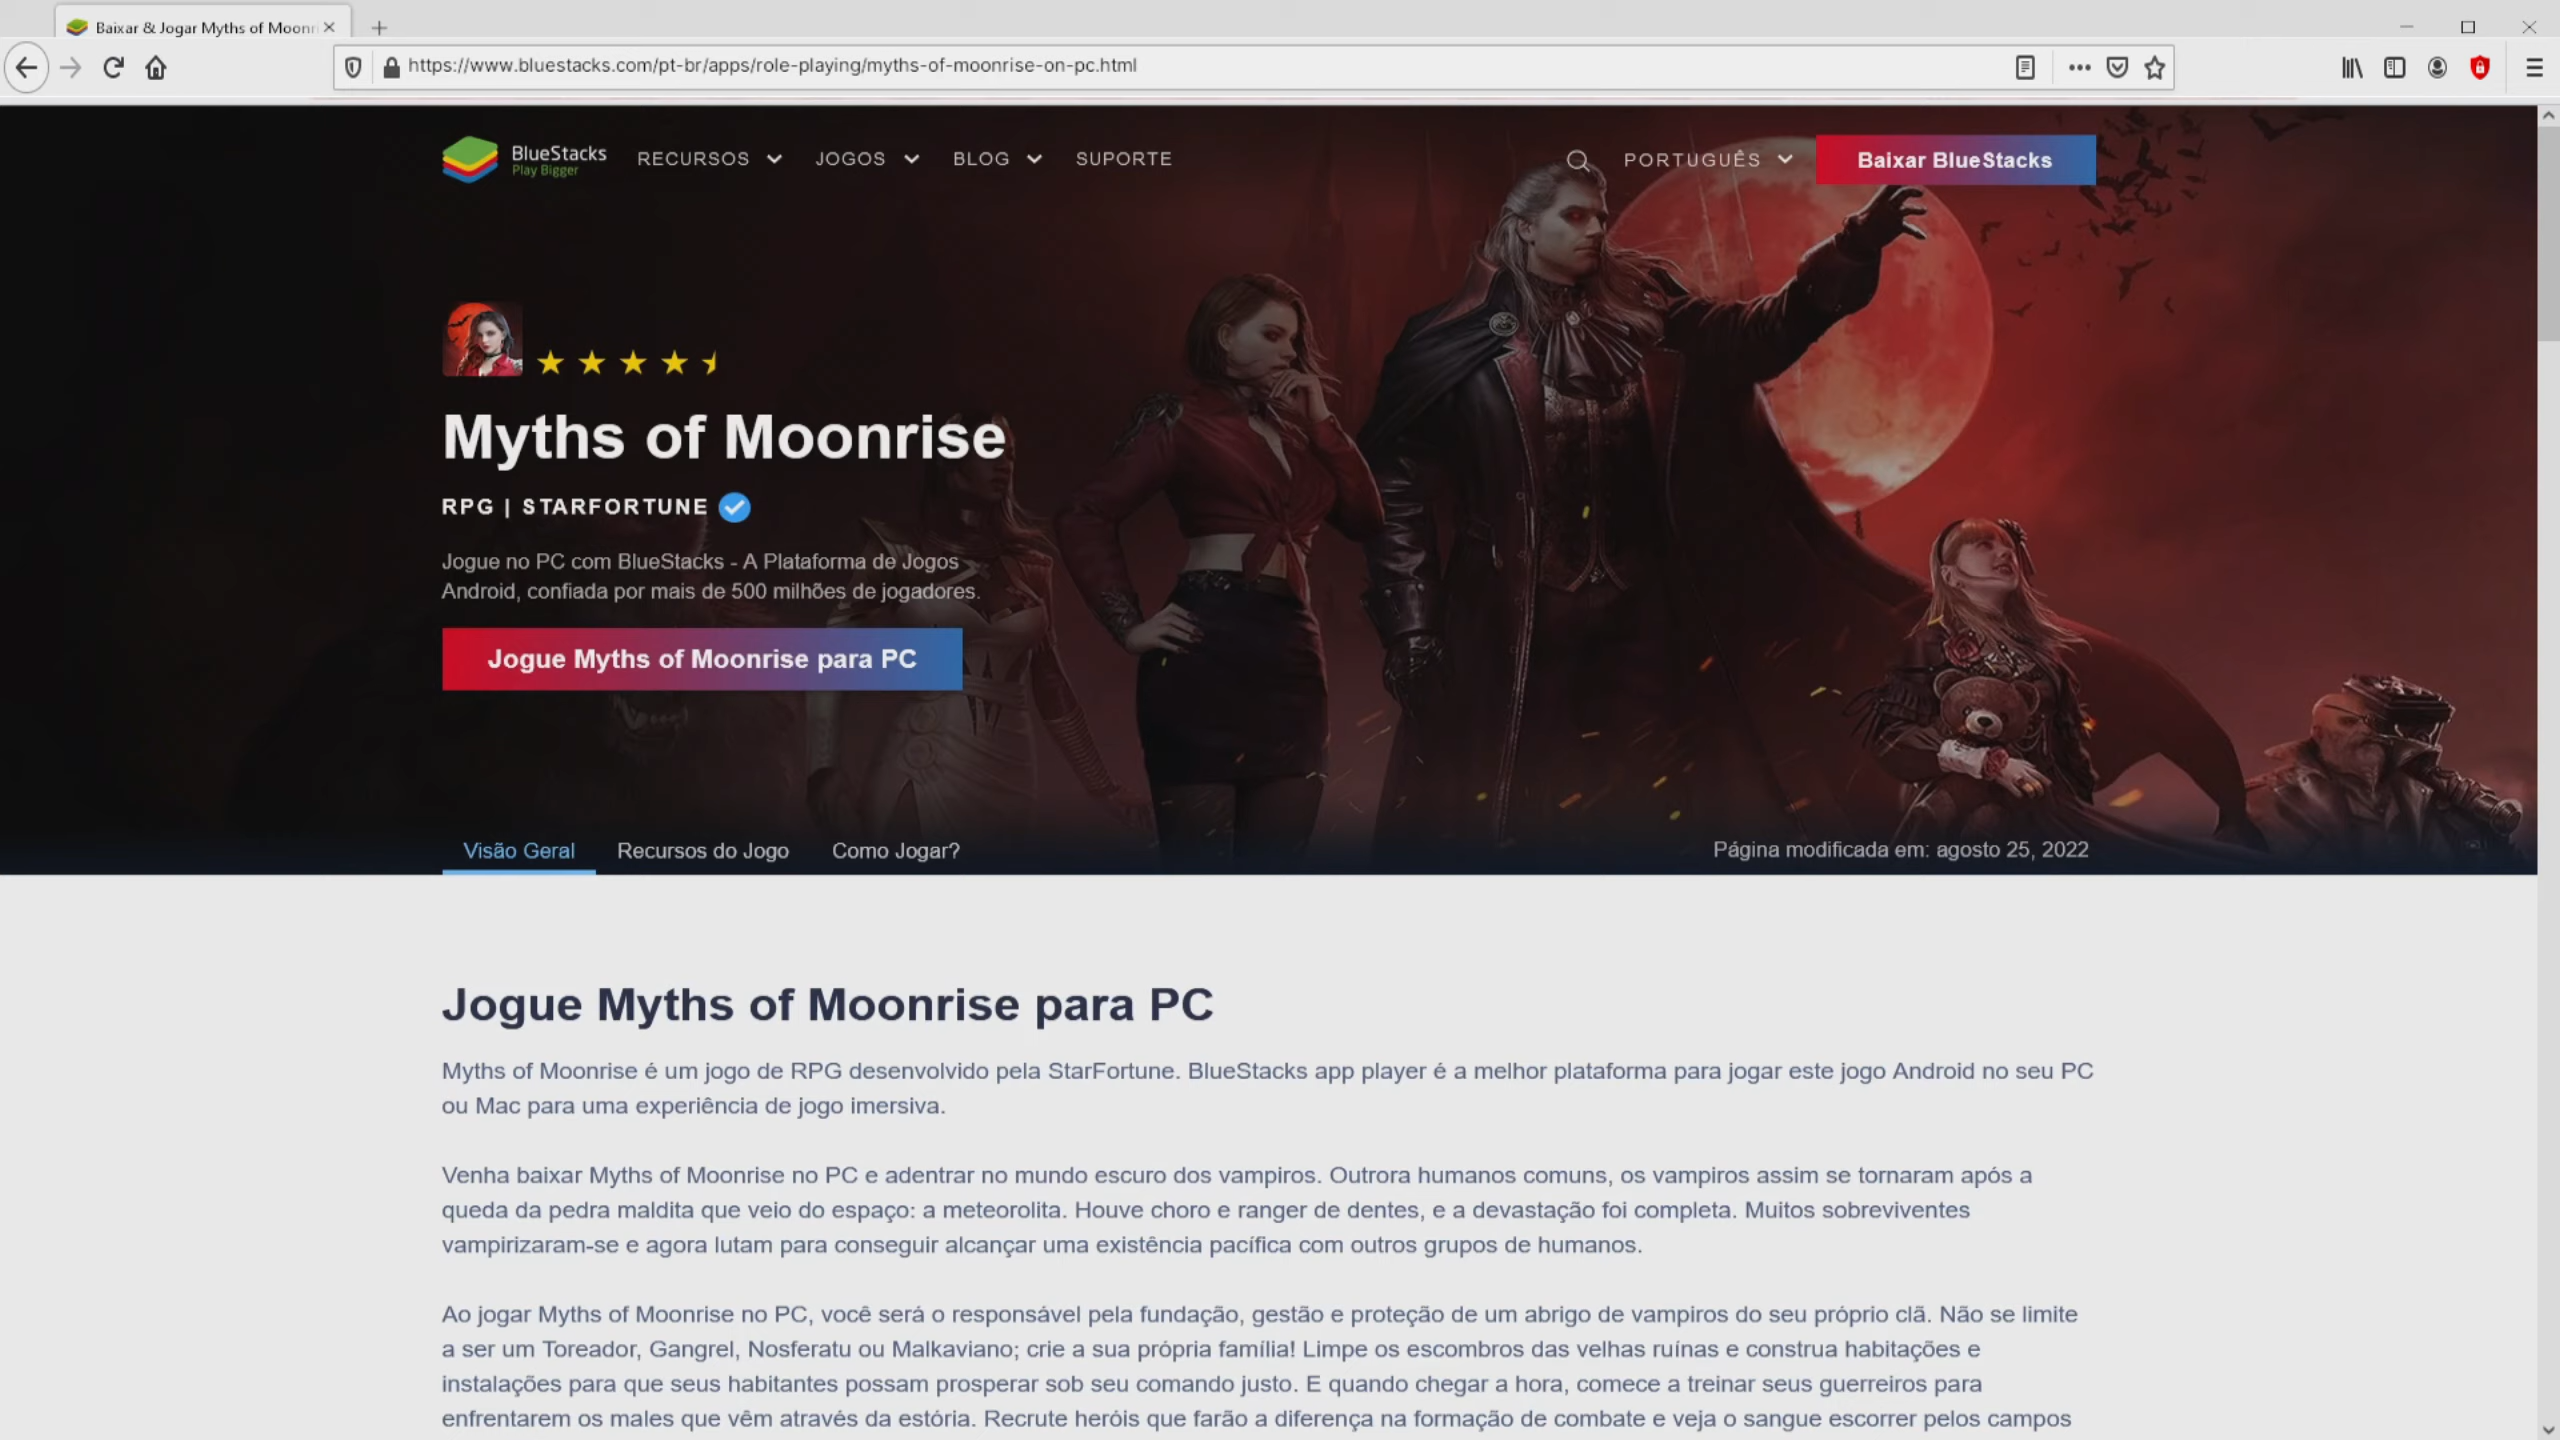 Baixar & Jogar Myths of Moonri
https://www.bluestacks.com/pt-br/apps/role-playing/myths-of-moonrise-on-pc.html
BlueStacks
Play Bigger
RECURSOS
JOGOS
BLOG
SUPORTE
PORTUGUÊS
Baixar BlueStacks
Myths of Moonrise
RPG | STARFORTUNE
Jogue no PC com BlueStacks - A Plataforma de Jogos
Android, confiada por mais de 500 milhões de jogadores.
Jogue Myths of Moonrise para PC
Visão Geral
Recursos do Jogo
Como Jogar?
Página modificada em: agosto 25, 2022
Jogue Myths of Moonrise para PC
Myths of Moonrise é um jogo de RPG desenvolvido pela StarFortune. BlueStacks app player é a melhor plataforma para jogar este jogo Android no seu PC
ou Mac para uma experiência de jogo imersiva.
Venha baixar Myths of Moonrise no PC e adentrar no mundo escuro dos vampiros. Outrora humanos comuns, os vampiros assim se tornaram após a
queda da pedra maldita que veio do espaço: a meteorolita. Houve choro e ranger de dentes, e a devastação foi completa. Muitos sobreviventes
vampirizaram-se e agora lutam para conseguir alcançar uma existência pacífica com outros grupos de humanos.
Ao jogar Myths of Moonrise no PC, você será o responsável pela fundação, gestão e proteção de um abrigo de vampiros do seu próprio clã. Não se limite
a ser um Toreador, Gangrel, Nosferatu ou Malkaviano; crie a sua própria família! Limpe os escombros das velhas ruínas e construa habitações e
instalações para que seus habitantes possam prosperar sob seu comando justo. E quando chegar a hora, comece a treinar seus guerreiros para
enfrentarem os males que vêm através da estória. Recrute heróis que farão a diferença na formação de combate e veja o sangue escorrer pelos campos